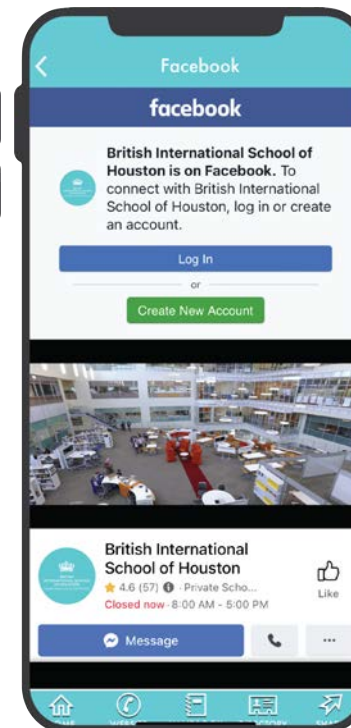 Facebook
facebook
British International School of
Houston is on Facebook. To
connect with British International
School of Houston, log in or create
an account.
Log In
or
Create New Account
British International
School of Houston
4.6 (57) · Private Scho...
Like
Closed now · 8:00 AM - 5:00 PM
Message